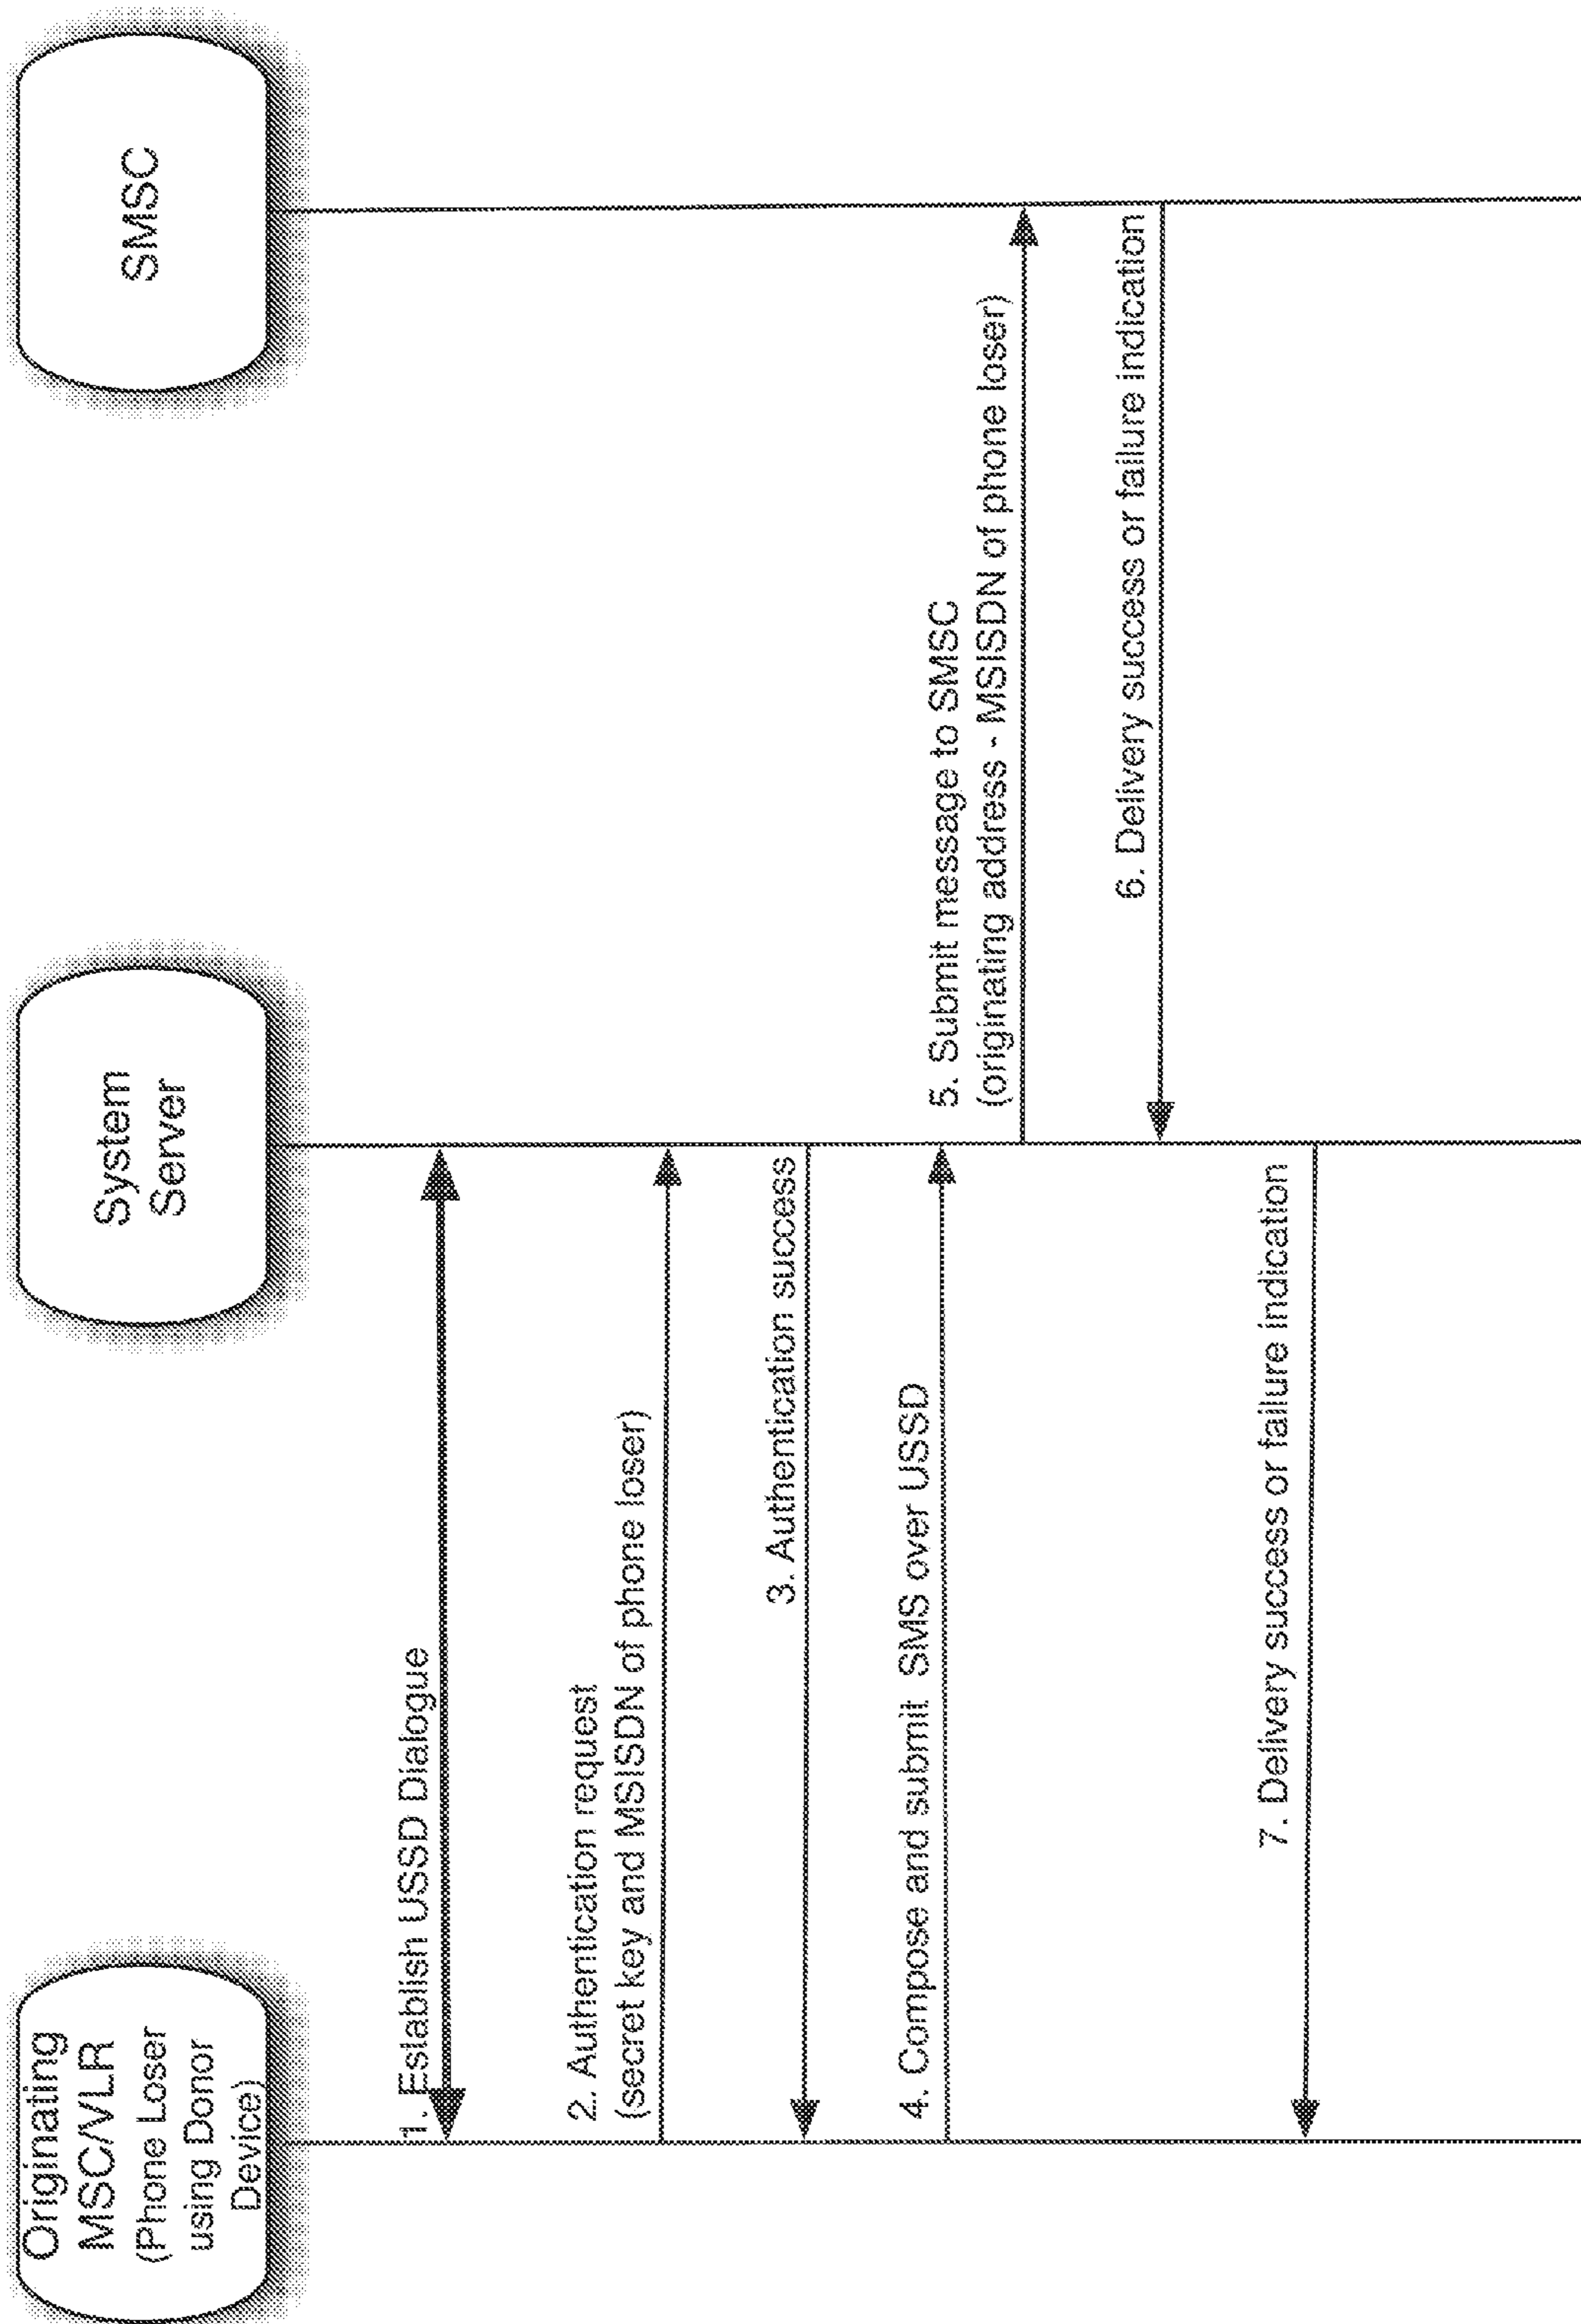 Originating
MSC/VLR
(Phone Loser
using Donor
Device)
System
Server
SMSC
1. Establish USSD Dialogue
2. Authentication request
(secret key and MSISDN of phone loser)
3. Authentication success
4. Compose and submit SMS over USSD
5. Submit message to SMSC
(originating address - MSISDN of phone loser)
6. Delivery success or failure indication
7. Delivery success or failure indication